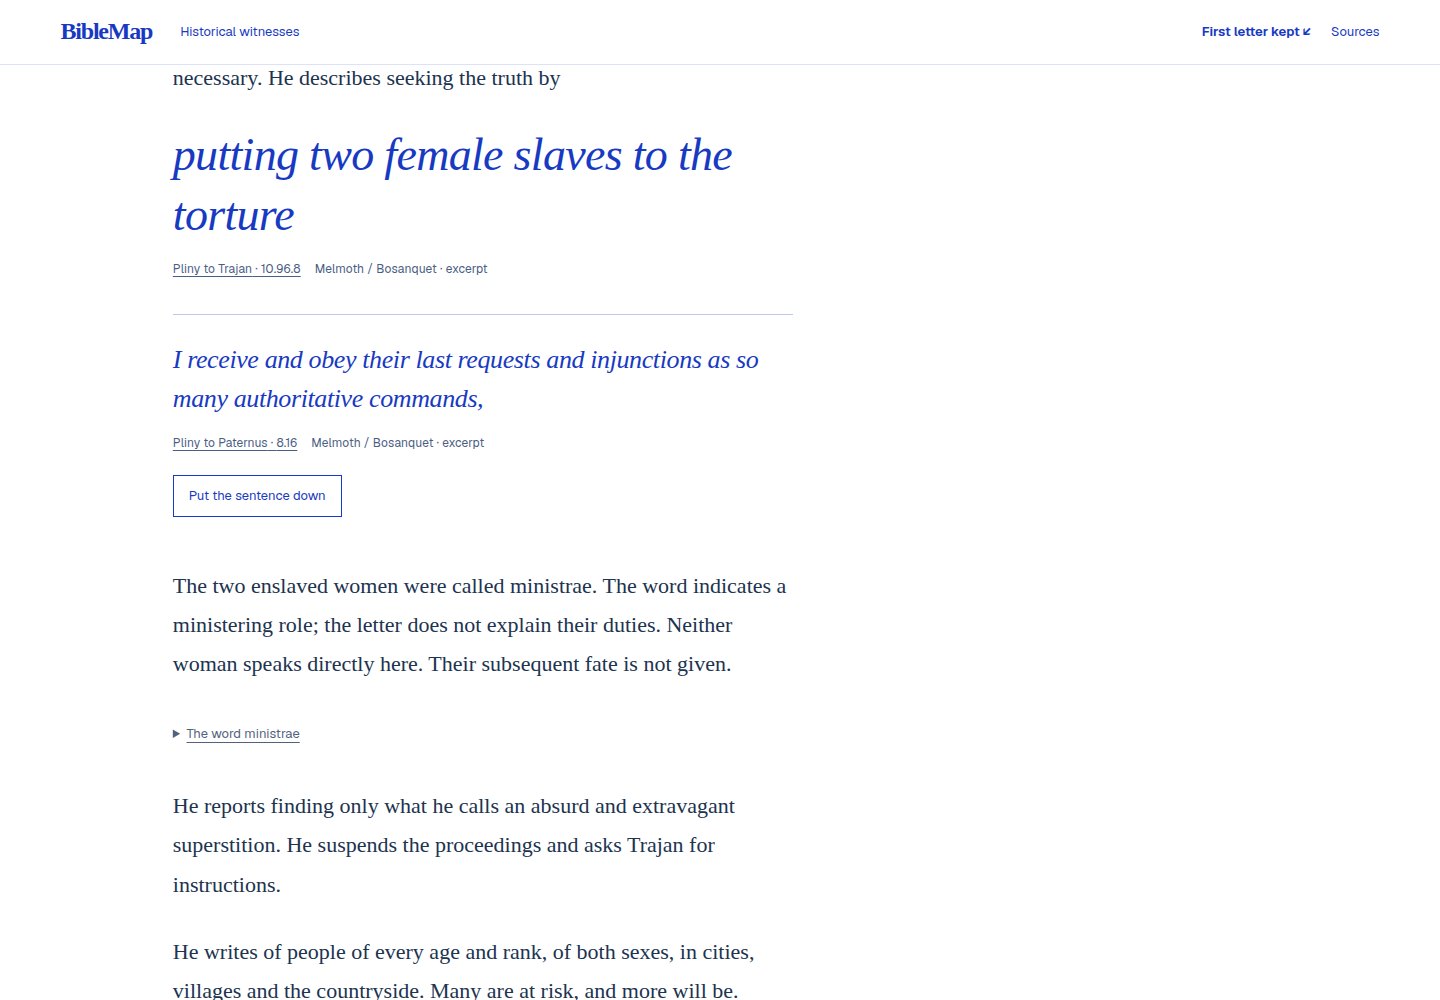 BibleMap Historical witnesses First letter kept ↙ Sources
necessary. He describes seeking the truth by
putting two female slaves to the
torture
Pliny to Trajan · 10.96.8 Melmoth / Bosanquet · excerpt
I receive and obey their last requests and injunctions as so
many authoritative commands,
Pliny to Paternus · 8.16 Melmoth / Bosanquet · excerpt
Put the sentence down
The two enslaved women were called ministrae. The word indicates a
ministering role; the letter does not explain their duties. Neither
woman speaks directly here. Their subsequent fate is not given.
▶ The word ministrae
He reports finding only what he calls an absurd and extravagant
superstition. He suspends the proceedings and asks Trajan for
instructions.
He writes of people of every age and rank, of both sexes, in cities,
villages and the countryside. Many are at risk, and more will be.